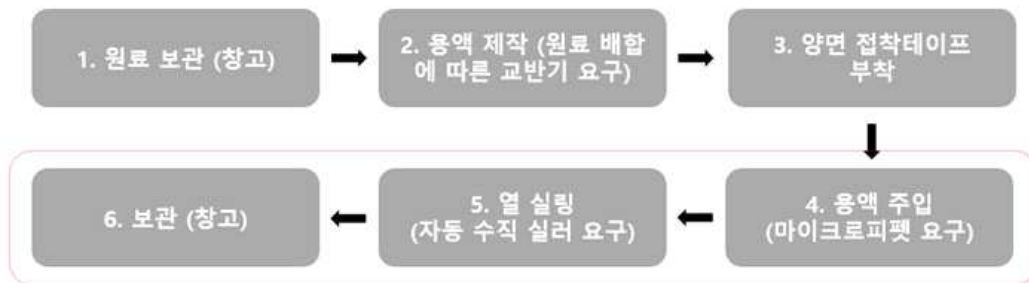 1. 원료 보관 (창고)
2. 용액 제작 (원료 배합
에 따른 교반기 요구)
3. 양면 접착테이프
부착
4. 용액 주입
(마이크로피펫 요구)
5. 열 실링
(자동 수직 실러 요구)
6. 보관 (창고)